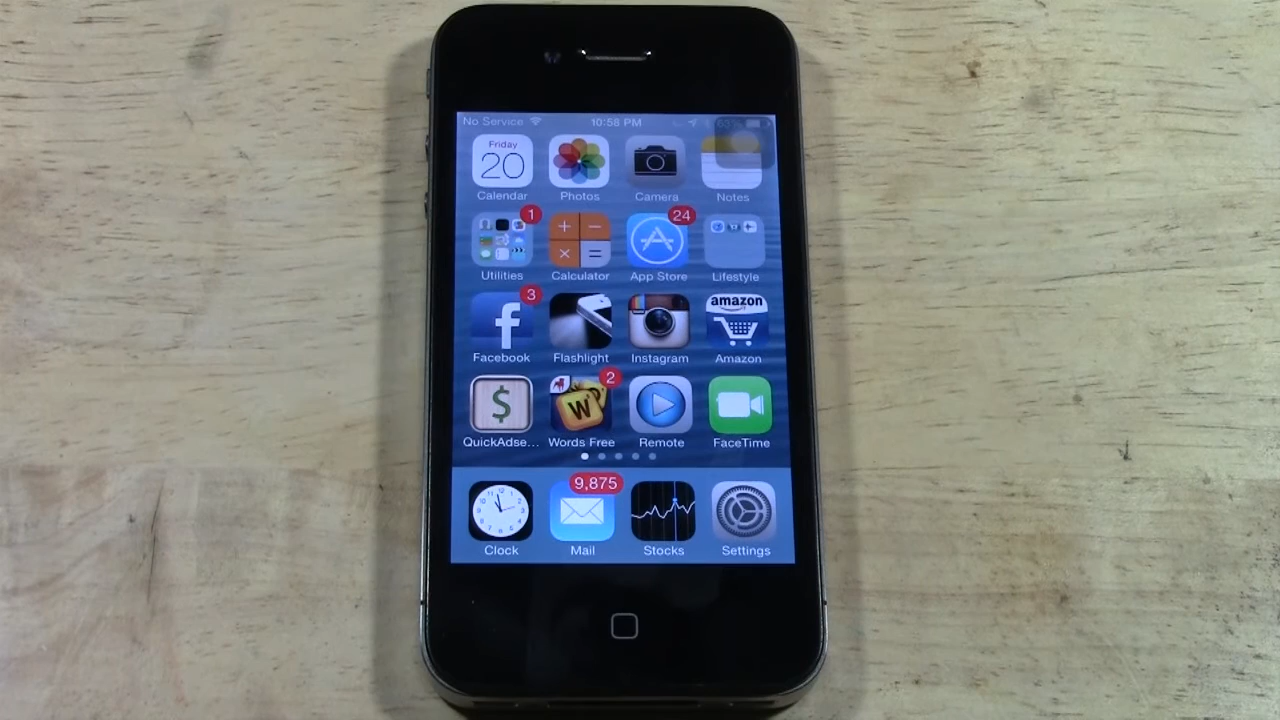 No Service 10:58 PM 63%
Friday
20
Calendar Photos Camera Notes
1 24
Utilities Calculator App Store Lifestyle
3 amazon
Facebook Flashlight Instagram Amazon
$ W 2
QuickAdse... Words Free Remote FaceTime
9,875
Clock Mail Stocks Settings